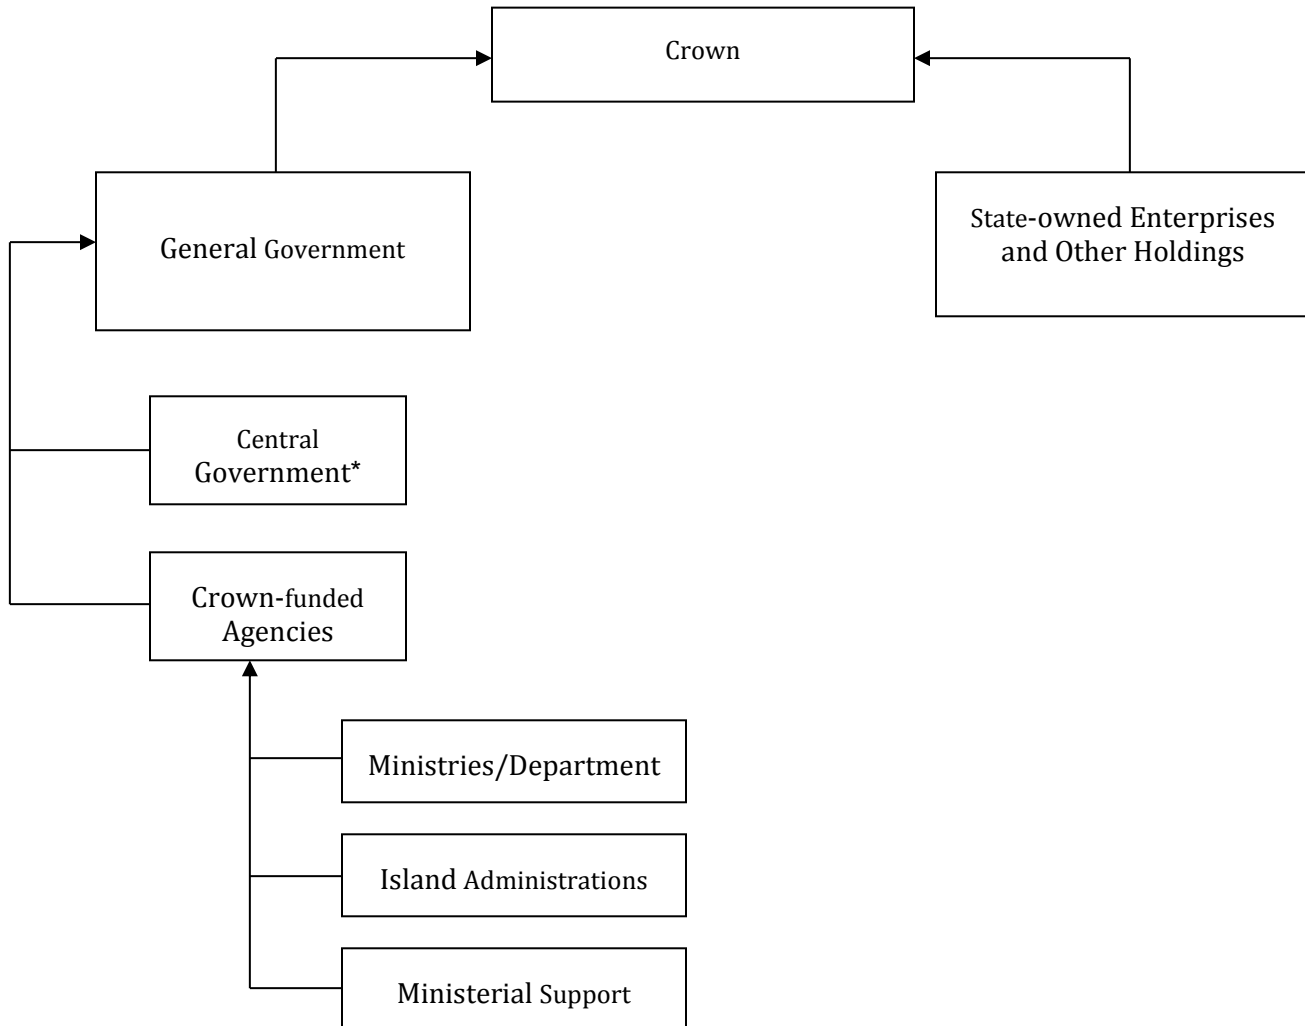 Crown
General Government
State-owned Enterprises
and Other Holdings
Central
Government*
Crown-funded
Agencies
Ministries/Department
Island Administrations
Ministerial Support